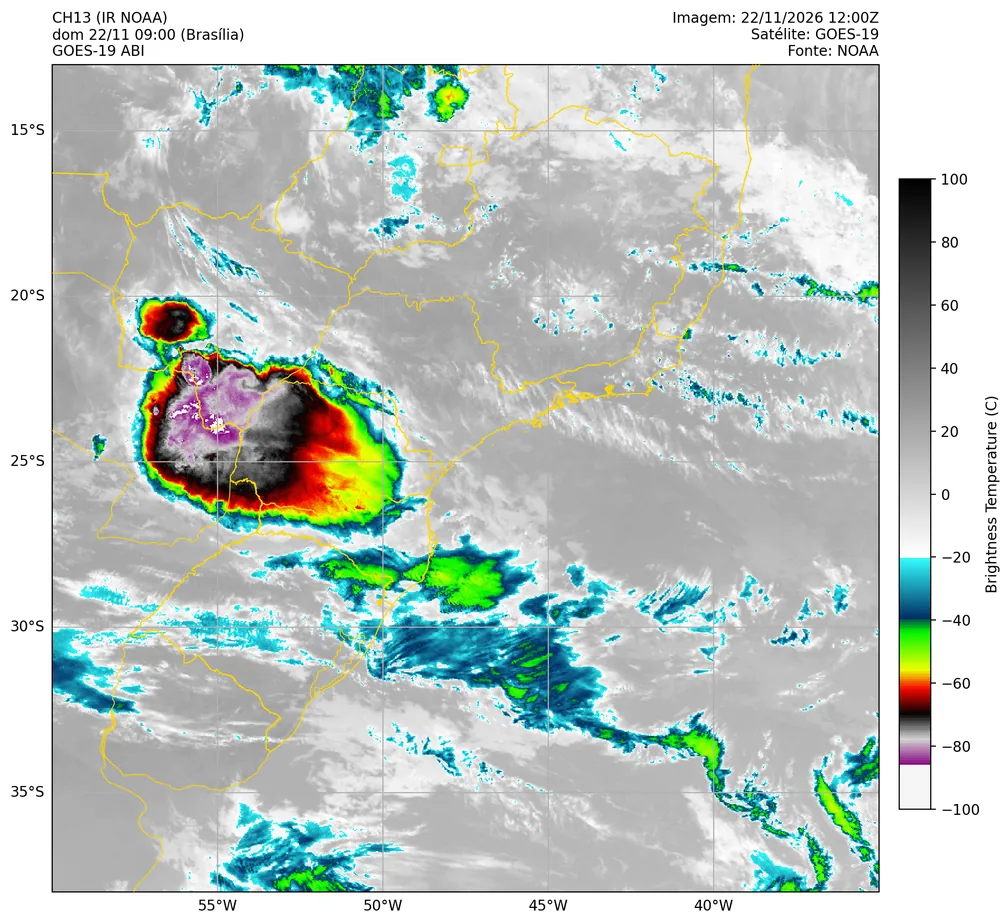 CH13 (IR NOAA)
dom 22/11 09:00 (Brasília)
GOES-19 ABI
Imagem: 22/11/2026 12:00Z
Satélite: GOES-19
Fonte: NOAA
15°S
20°S
25°S
30°S
35°S
55°W
50°W
45°W
40°W
100
80
60
40
20
0
−20
−40
−60
−80
−100
Brightness Temperature (C)